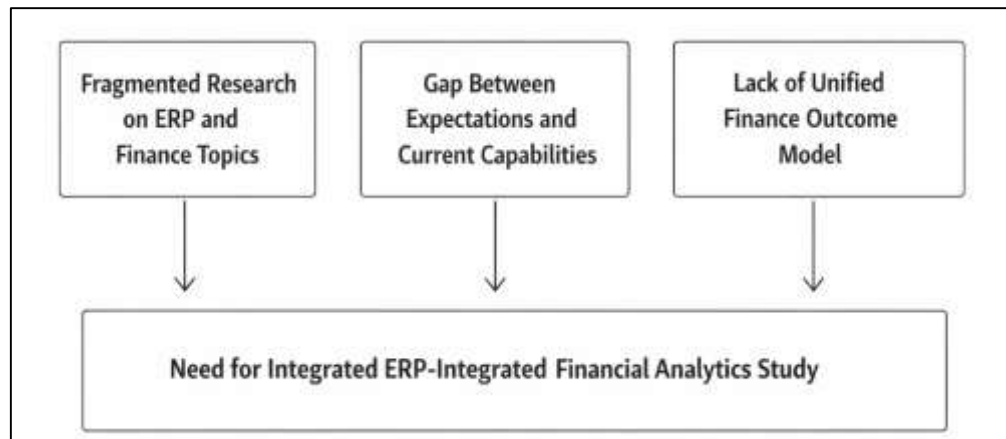 Fragmented Research
on ERP and
Finance Topics
Gap Between
Expectations and
Current Capabilities
Lack of Unified
Finance Outcome
Model
Need for Integrated ERP-Integrated Financial Analytics Study